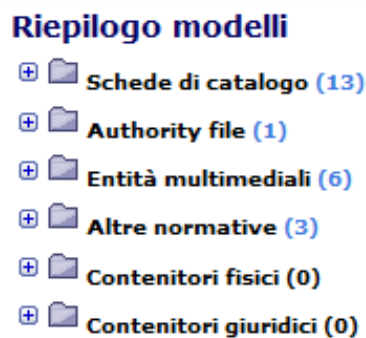 Riepilogo modelli
Schede di catalogo (13)
Authority file (1)
Entità multimediali (6)
Altre normative (3)
Contenitori fisici (0)
Contenitori giuridici (0)